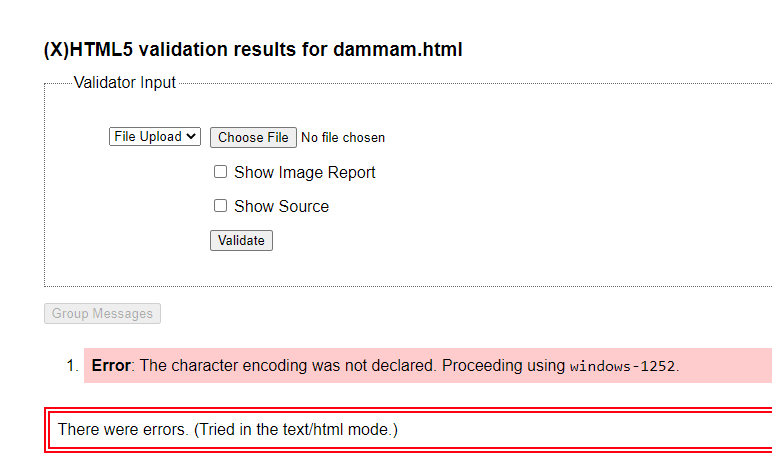 (X)HTML5 validation results for dammam.html
Validator Input
File Upload Choose File No file chosen
Show Image Report
Show Source
Validate
Group Messages
1. Error: The character encoding was not declared. Proceeding using windows-1252.
There were errors. (Tried in the text/html mode.)